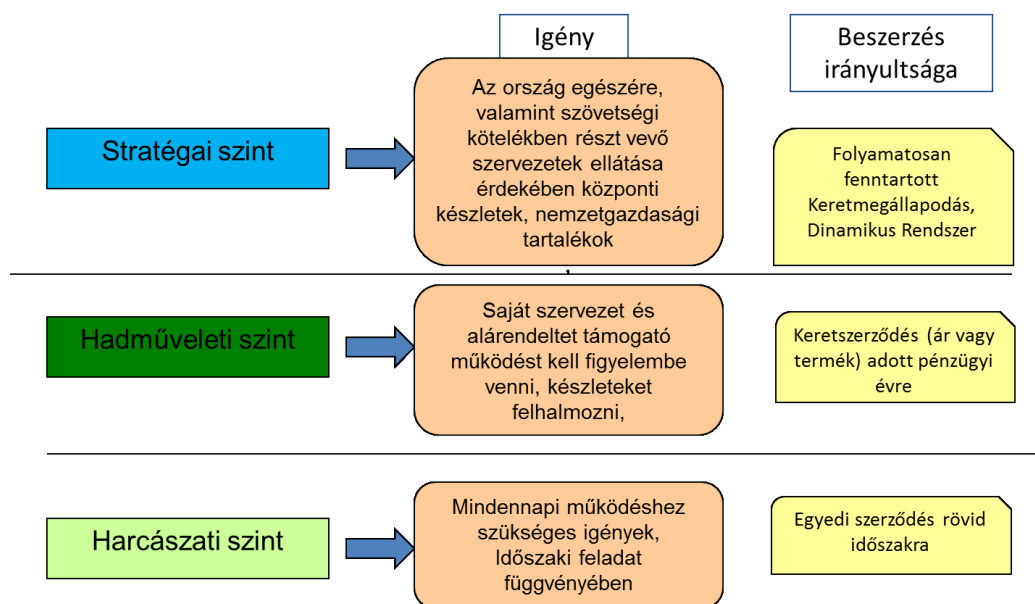 Igény
Beszerzés
irányultsága
Stratégai szint
Az ország egészére,
valamint szövetségi
kötelékben részt vevő
szervezetek ellátása
érdekében központi
készletek, nemzetgazdasági
tartalékok
Folyamatosan
fenntartott
Keretmegállapodás,
Dinamikus Rendszer
Hadműveleti szint
Saját szervezet és
alárendeltet támogató
működést kell figyelembe
venni, készleteket
felhalmozni,
Keretszerződés (ár vagy
termék) adott pénzügyi
évre
Harcászati szint
Mindennapi működéshez
szükséges igények,
Időszaki feladat
függvényében
Egyedi szerződés rövid
időszakra